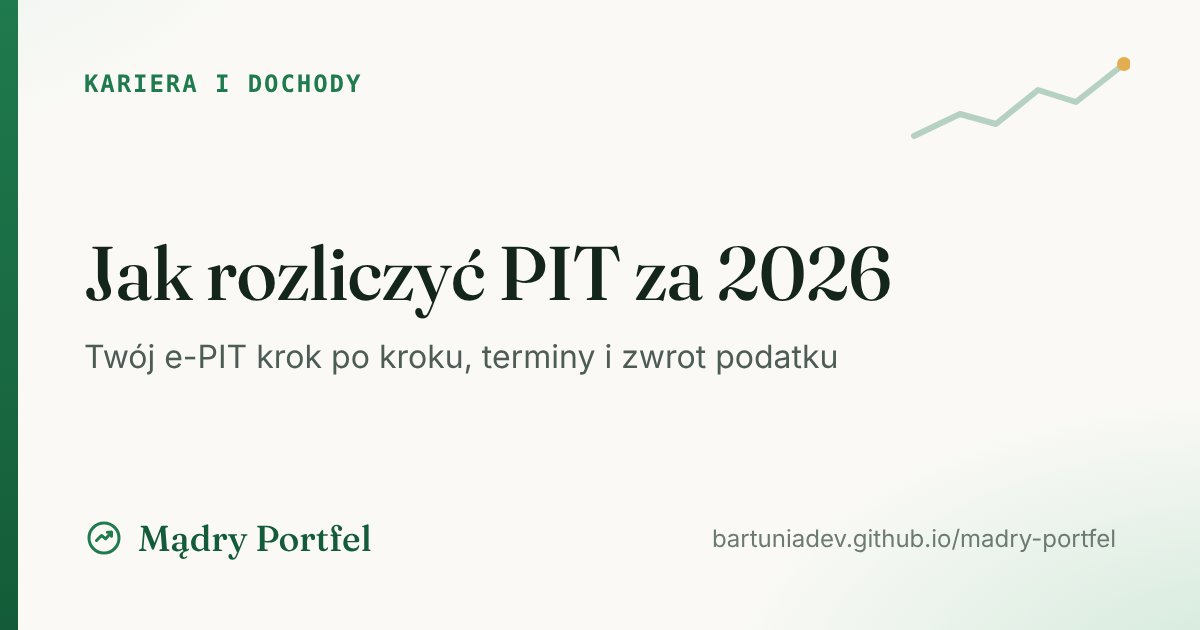 KARIERA I DOCHODY
Jak rozliczyć PIT za 2026
Twój e-PIT krok po kroku, terminy i zwrot podatku
Mądry Portfel
bartuniadev.github.io/madry-portfel